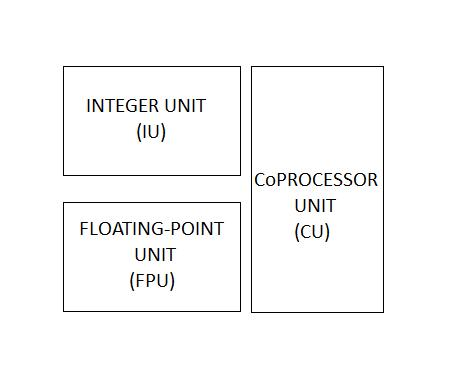 INTEGER UNIT
(IU)
FLOATING-POINT
UNIT
(FPU)
CoPROCESSOR
UNIT
(CU)